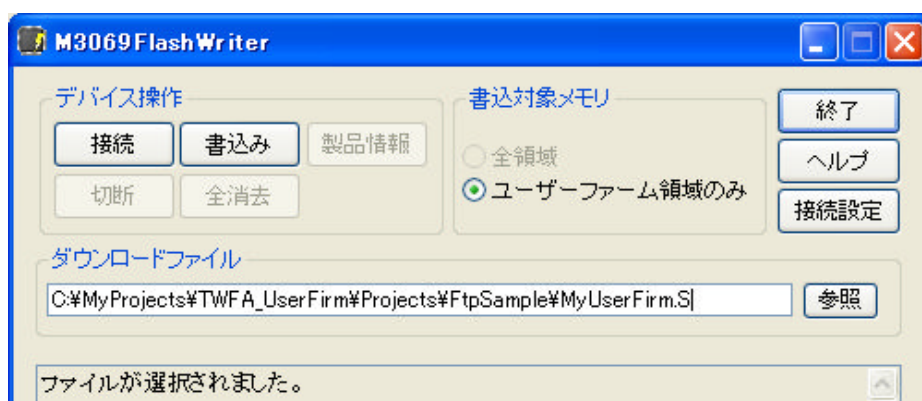 M3069FlashWriter
デバイス操作
接続 書込み 製品情報
切断 全消去
書込対象メモリ
全領域
ユーザーファーム領域のみ
終了
ヘルプ
接続設定
ダウンロードファイル
C:¥MyProjects¥TWFA_UserFirm¥Projects¥FtpSample¥MyUserFirm.S
参照
ファイルが選択されました。